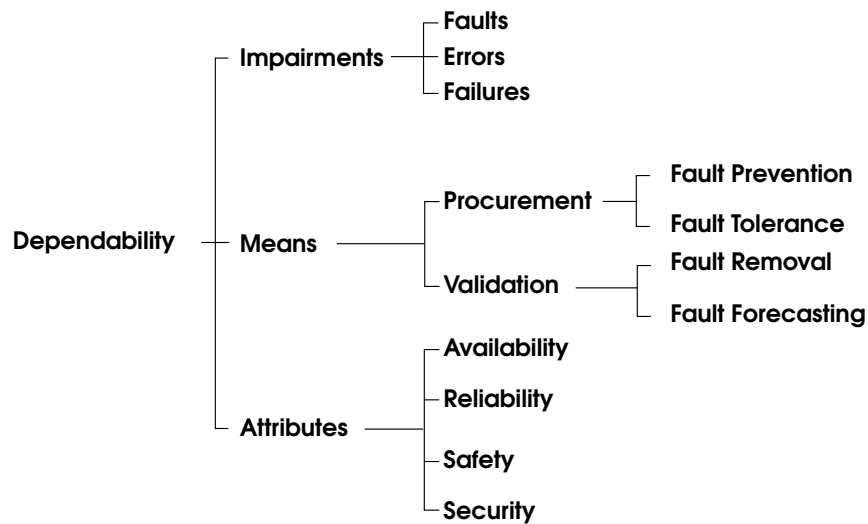 Dependability
Impairments
Faults
Errors
Failures
Means
Procurement
Fault Prevention
Fault Tolerance
Validation
Fault Removal
Fault Forecasting
Attributes
Availability
Reliability
Safety
Security